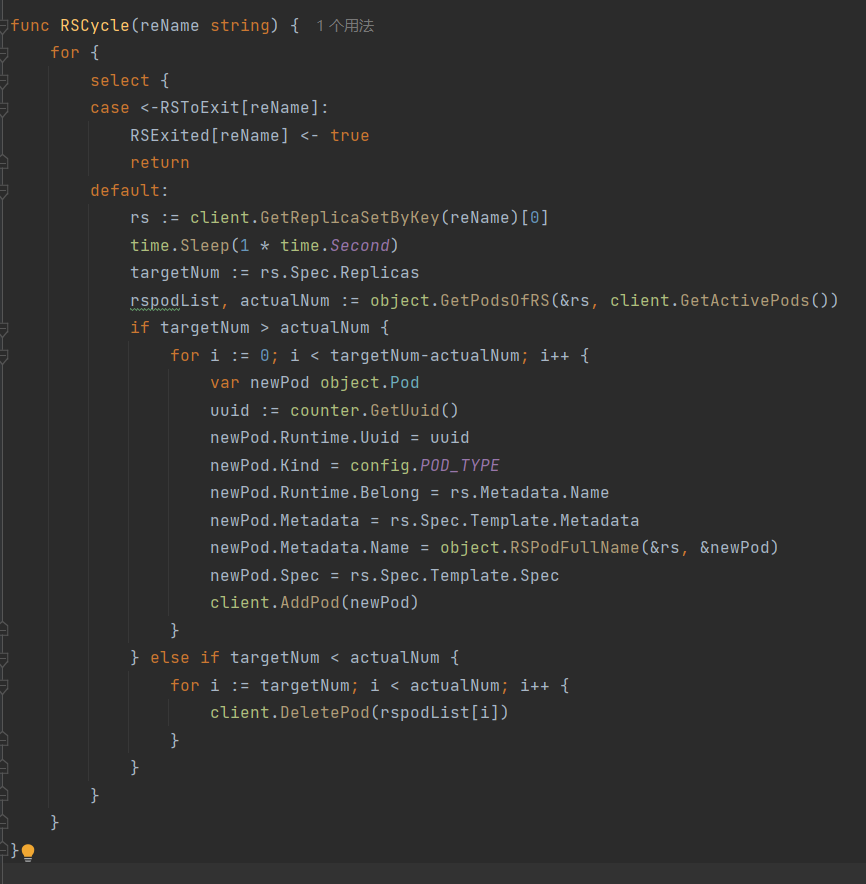 func RSCycle(reName string) {  1 个用法
    for {
        select {
        case <-RSToExit[reName]:
            RSExited[reName] <- true
            return
        default:
            rs := client.GetReplicaSetByKey(reName)[0]
            time.Sleep(1 * time.Second)
            targetNum := rs.Spec.Replicas
            rspodList, actualNum := object.GetPodsOfRS(&rs, client.GetActivePods())
            if targetNum > actualNum {
                for i := 0; i < targetNum-actualNum; i++ {
                    var newPod object.Pod
                    uuid := counter.GetUuid()
                    newPod.Runtime.Uuid = uuid
                    newPod.Kind = config.POD_TYPE
                    newPod.Runtime.Belong = rs.Metadata.Name
                    newPod.Metadata = rs.Spec.Template.Metadata
                    newPod.Metadata.Name = object.RSPodFullName(&rs, &newPod)
                    newPod.Spec = rs.Spec.Template.Spec
                    client.AddPod(newPod)
                }
            } else if targetNum < actualNum {
                for i := targetNum; i < actualNum; i++ {
                    client.DeletePod(rspodList[i])
                }
            }
        }
    }
}